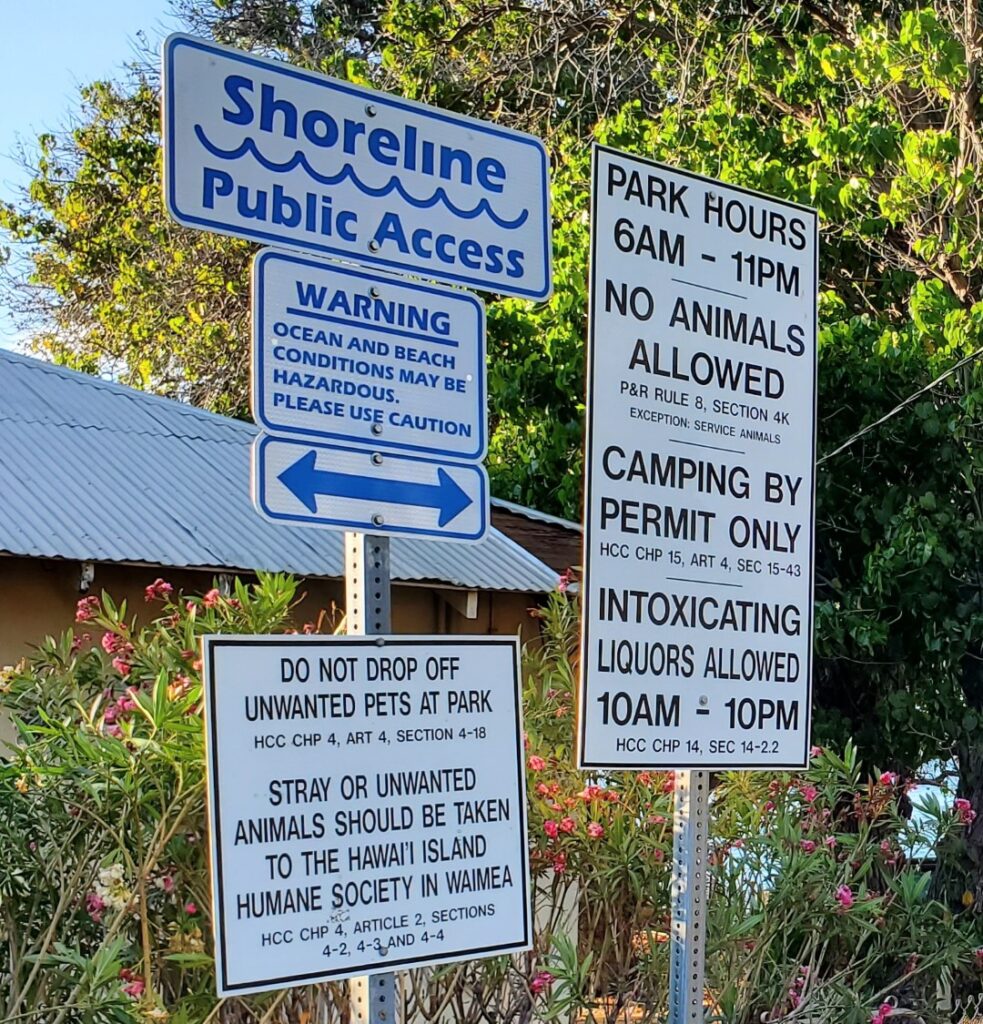 Shoreline
Public Access
WARNING
OCEAN AND BEACH
CONDITIONS MAY BE
HAZARDOUS.
PLEASE USE CAUTION
DO NOT DROP OFF
UNWANTED PETS AT PARK
HCC CHP 4, ART 4, SECTION 4-18
STRAY OR UNWANTED
ANIMALS SHOULD BE TAKEN
TO THE HAWAI'I ISLAND
HUMANE SOCIETY IN WAIMEA
HCC CHP 4, ARTICLE 2, SECTIONS
4-2, 4-3 AND 4-4
PARK HOURS
6AM - 11PM
NO ANIMALS
ALLOWED
P&R RULE 8, SECTION 4K
EXCEPTION: SERVICE ANIMALS
CAMPING BY
PERMIT ONLY
HCC CHP 15, ART 4, SEC 15-43
INTOXICATING
LIQUORS ALLOWED
10AM - 10PM
HCC CHP 14, SEC 14-2.2